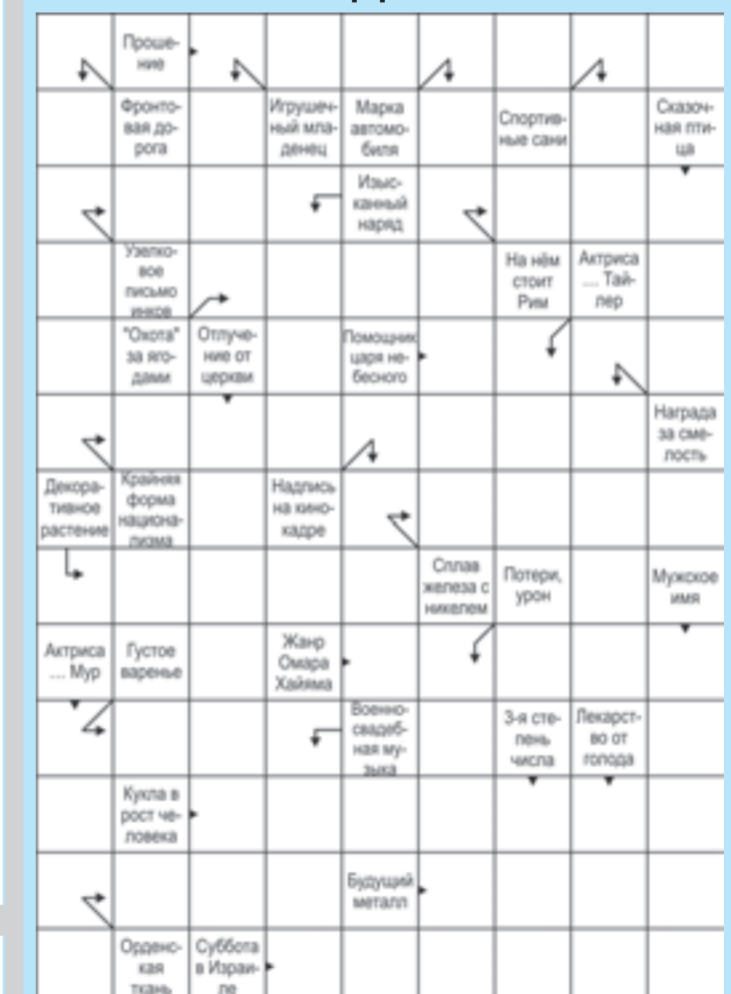 Проше-
ние
Фронто-
вая до-
рога
Игрушеч-
ный мла-
денец
Марка
автомо-
биля
Спортив-
ные сани
Сказоч-
ная пти-
ца
Изыс-
канный
наряд
Узелко-
вое
письмо
инков
На нём
стоит
Рим
Актриса
... Тай-
лер
"Охота"
за яго-
дами
Отлуче-
ние от
церкви
Помощник
царя не-
бесного
Награда
за сме-
лость
Декора-
тивное
растение
Крайняя
форма
национа-
лизма
Надпись
на кино-
кадре
Сплав
железа с
никелем
Потери,
урон
Мужское
имя
Актриса
... Мур
Густое
варенье
Жанр
Омара
Хайяма
Военно-
свадеб-
ная му-
зыка
3-я сте-
пень
числа
Лекарст-
во от
голода
Кукла в
рост че-
ловека
Будущий
металл
Орденс-
кая
ткань
Суббота
в Израи-
ле